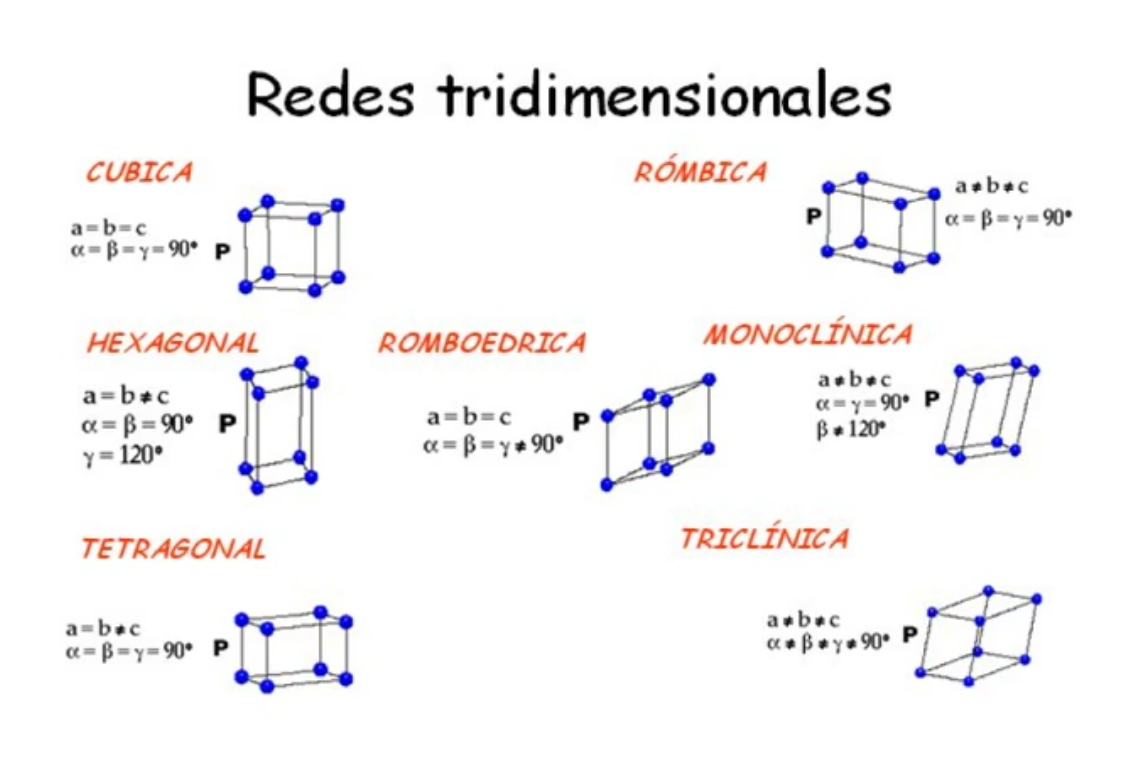 Redes tridimensionales
CUBICA
a = b = c
α = β = γ = 90°
P
RÓMBICA
P
a ≠ b ≠ c
α = β = γ = 90°
HEXAGONAL
a = b ≠ c
α = β = 90°
γ = 120°
P
ROMBOEDRICA
a = b = c
α = β = γ ≠ 90°
P
MONOCLÍNICA
a ≠ b ≠ c
α = γ = 90°
β ≠ 120°
P
TETRAGONAL
a = b ≠ c
α = β = γ = 90°
P
TRICLÍNICA
a ≠ b ≠ c
α ≠ β ≠ γ ≠ 90°
P